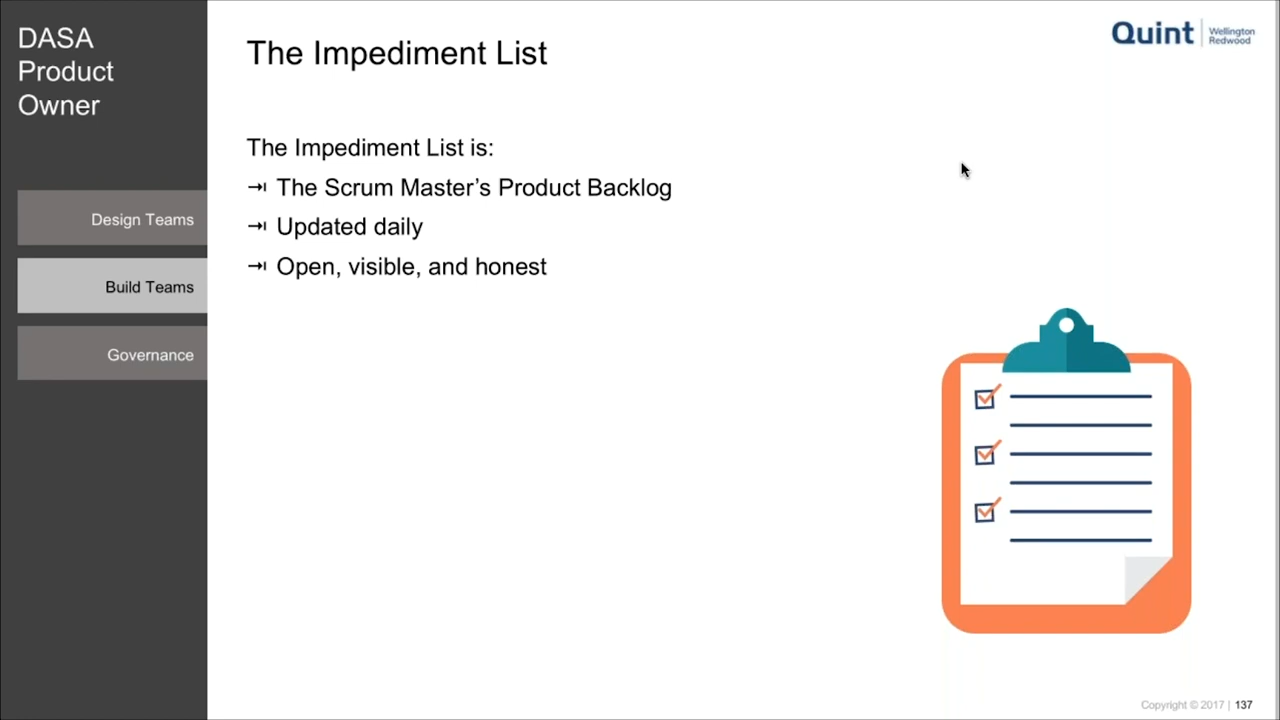 DASA
Product
Owner
Design Teams
Build Teams
Governance
The Impediment List
Quint
Wellington
Redwood
The Impediment List is:
The Scrum Master’s Product Backlog
Updated daily
Open, visible, and honest
Copyright © 2017 | 137